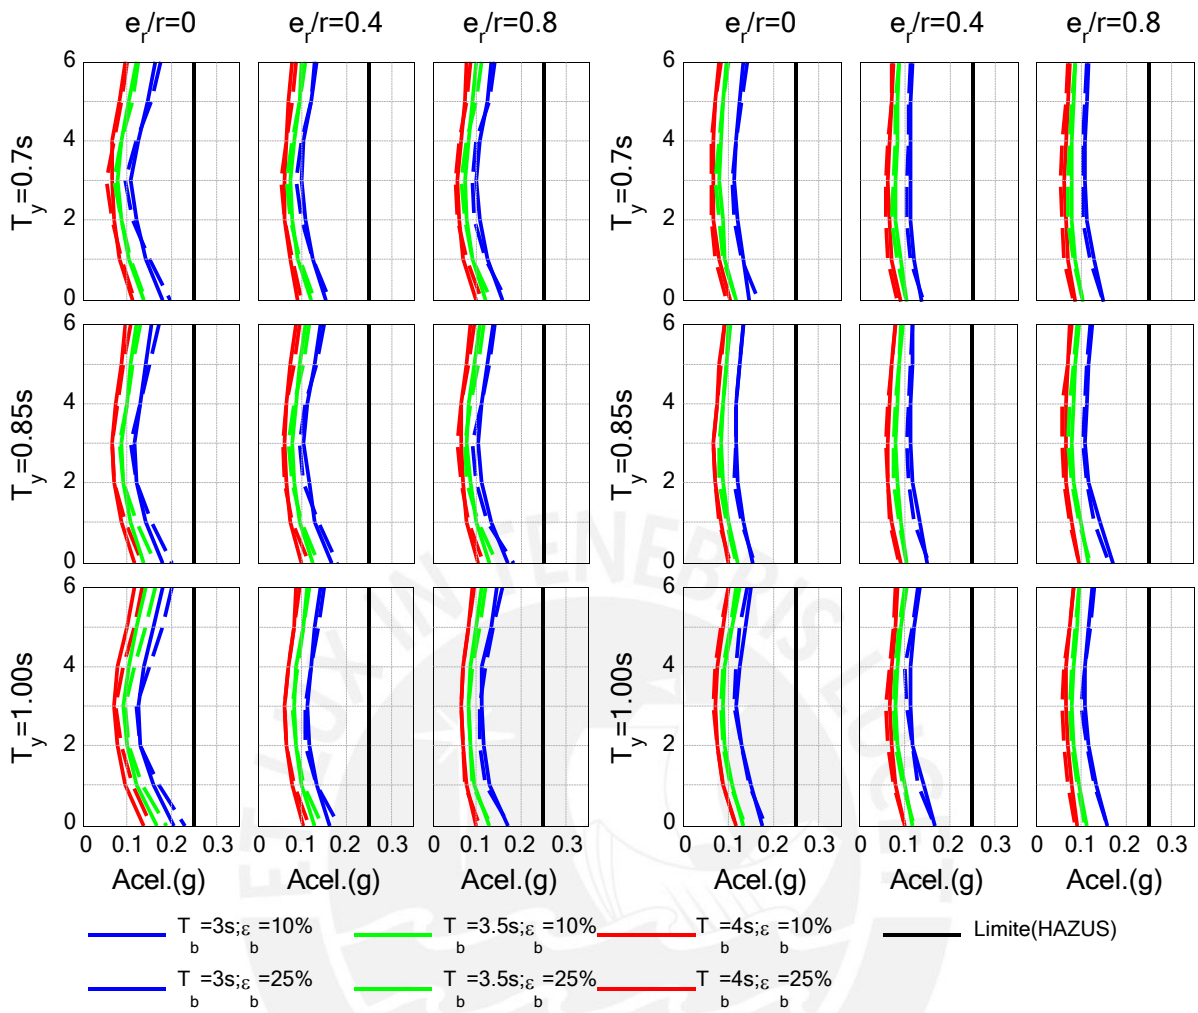 e_r/r=0 e_r/r=0.4 e_r/r=0.8 e_r/r=0 e_r/r=0.4 e_r/r=0.8
6 6
4 4
T_y=0.7s T_y=0.7s
2 2
0 0
6 6
4 4
T_y=0.85s T_y=0.85s
2 2
0 0
6 6
4 4
T_y=1.00s T_y=1.00s
2 2
0 0
0 0.1 0.2 0.3 0 0.1 0.2 0.3 0 0.1 0.2 0.3 0 0.1 0.2 0.3 0 0.1 0.2 0.3 0 0.1 0.2 0.3
Acel.(g) Acel.(g) Acel.(g) Acel.(g) Acel.(g) Acel.(g)
T_b=3s;ε_b=10% T_b=3.5s;ε_b=10% T_b=4s;ε_b=10% Limite(HAZUS)
T_b=3s;ε_b=25% T_b=3.5s;ε_b=25% T_b=4s;ε_b=25%
ET LUX IN TENEBRIS LUCET